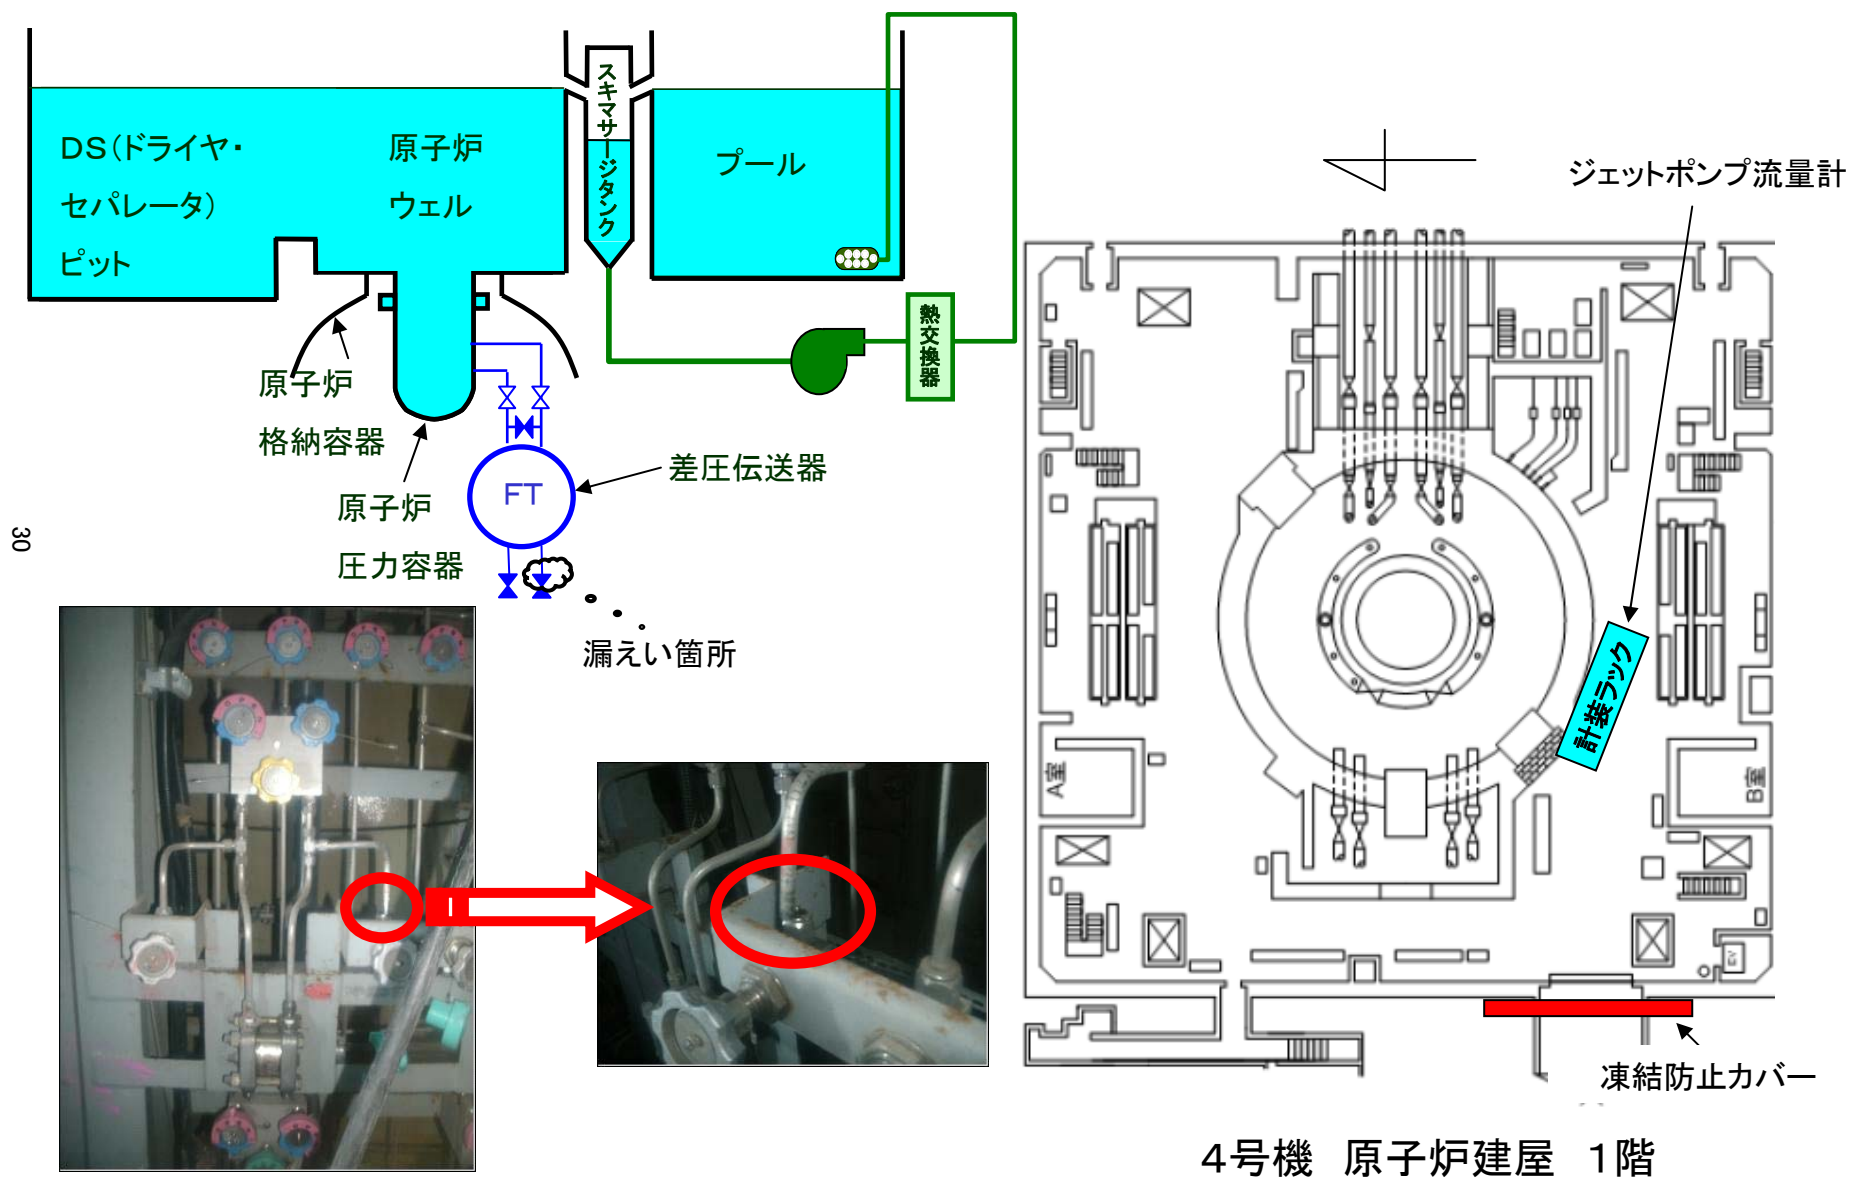 DS(ドライヤ・
セパレータ)
ピット
原子炉
ウェル
スキマサージタンク
プール
熱交換器
原子炉
格納容器
原子炉
圧力容器
FT
差圧伝送器
漏えい箇所
30
ジェットポンプ流量計
計装ラック
A室
B室
EV
凍結防止カバー
4号機 原子炉建屋 1階